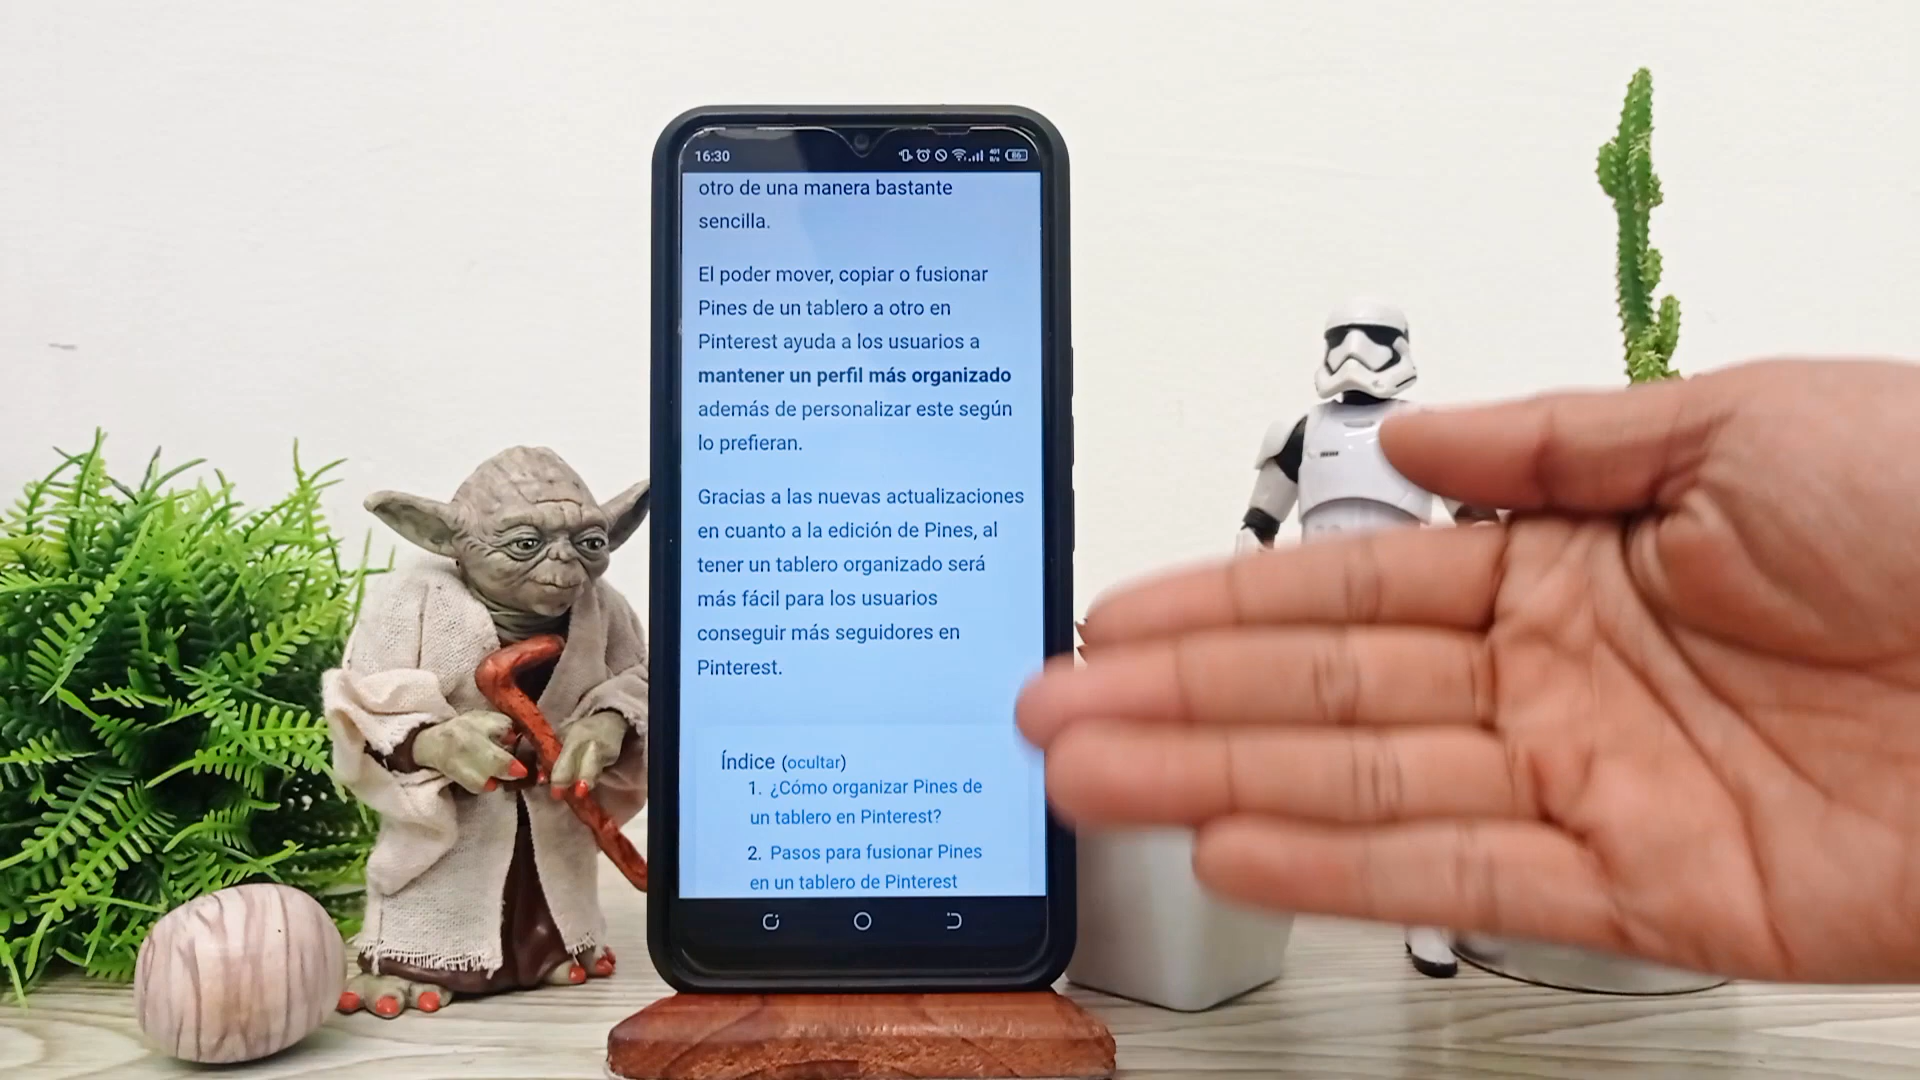 16:30
86
otro de una manera bastante
sencilla.
El poder mover, copiar o fusionar
Pines de un tablero a otro en
Pinterest ayuda a los usuarios a
mantener un perfil más organizado
además de personalizar este según
lo prefieran.
Gracias a las nuevas actualizaciones
en cuanto a la edición de Pines, al
tener un tablero organizado será
más fácil para los usuarios
conseguir más seguidores en
Pinterest.
Índice (ocultar)
1. ¿Cómo organizar Pines de
un tablero en Pinterest?
2. Pasos para fusionar Pines
en un tablero de Pinterest